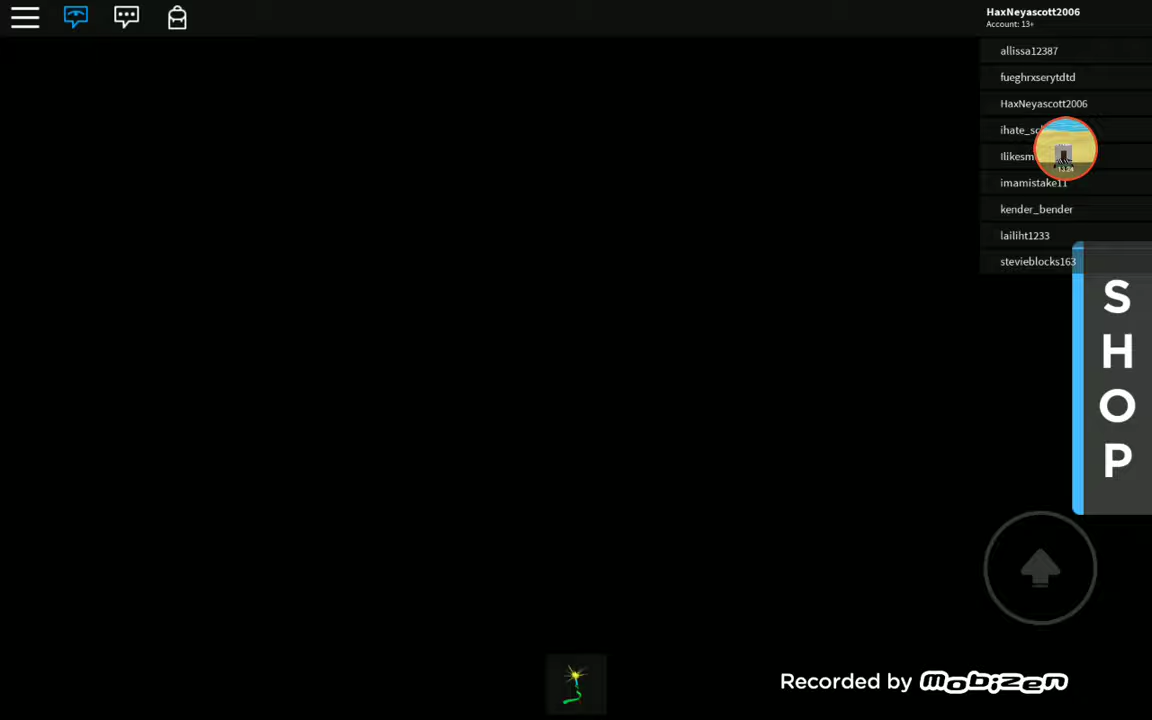 HaxNeyascott2006
Account: 13+
allissa12387
fueghrxserytdtd
HaxNeyascott2006
imamistake11
kender_bender
lailiht1233
stevieblocks163
S
H
O
P
Recorded by Mobizen